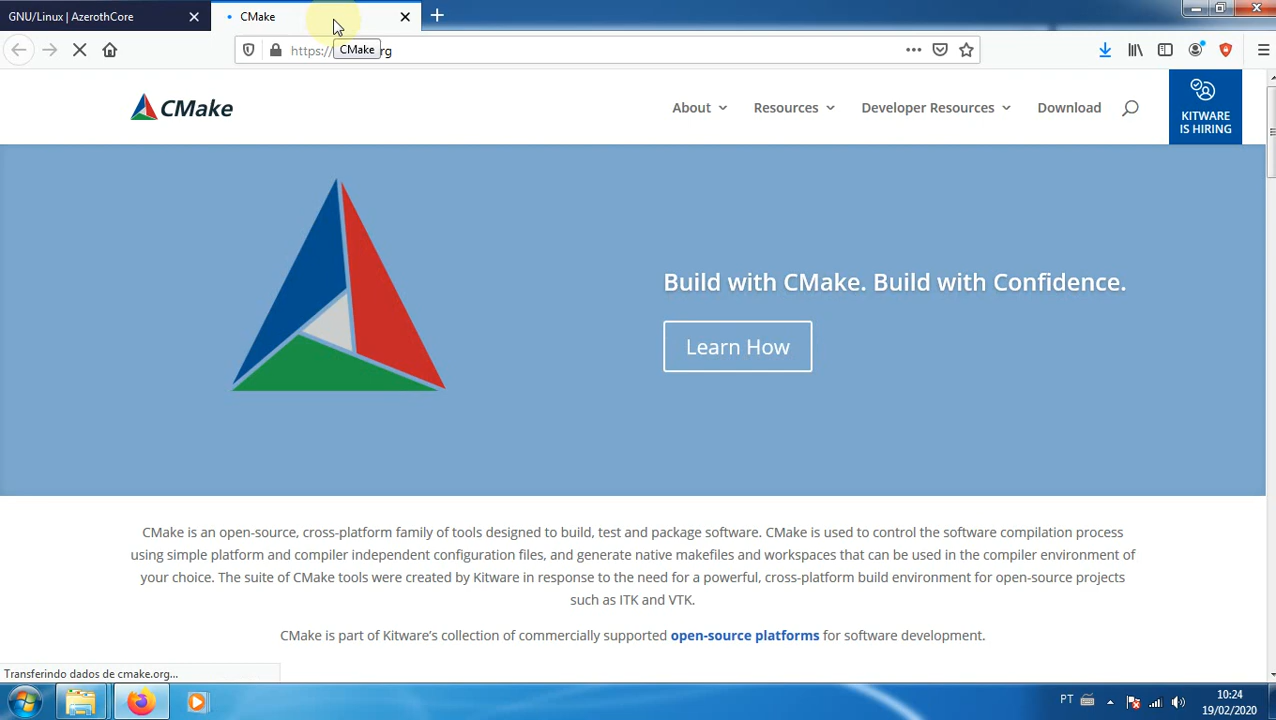 GNU/Linux | AzerothCore
CMake
https://
rg
CMake
CMake
About
Resources
Developer Resources
Download
KITWARE
IS HIRING
Build with CMake. Build with Confidence.
Learn How
CMake is an open-source, cross-platform family of tools designed to build, test and package software. CMake is used to control the software compilation process
using simple platform and compiler independent configuration files, and generate native makefiles and workspaces that can be used in the compiler environment of
your choice. The suite of CMake tools were created by Kitware in response to the need for a powerful, cross-platform build environment for open-source projects
such as ITK and VTK.
CMake is part of Kitware's collection of commercially supported open-source platforms for software development.
Transferindo dados de cmake.org...
PT
10:24
19/02/2020